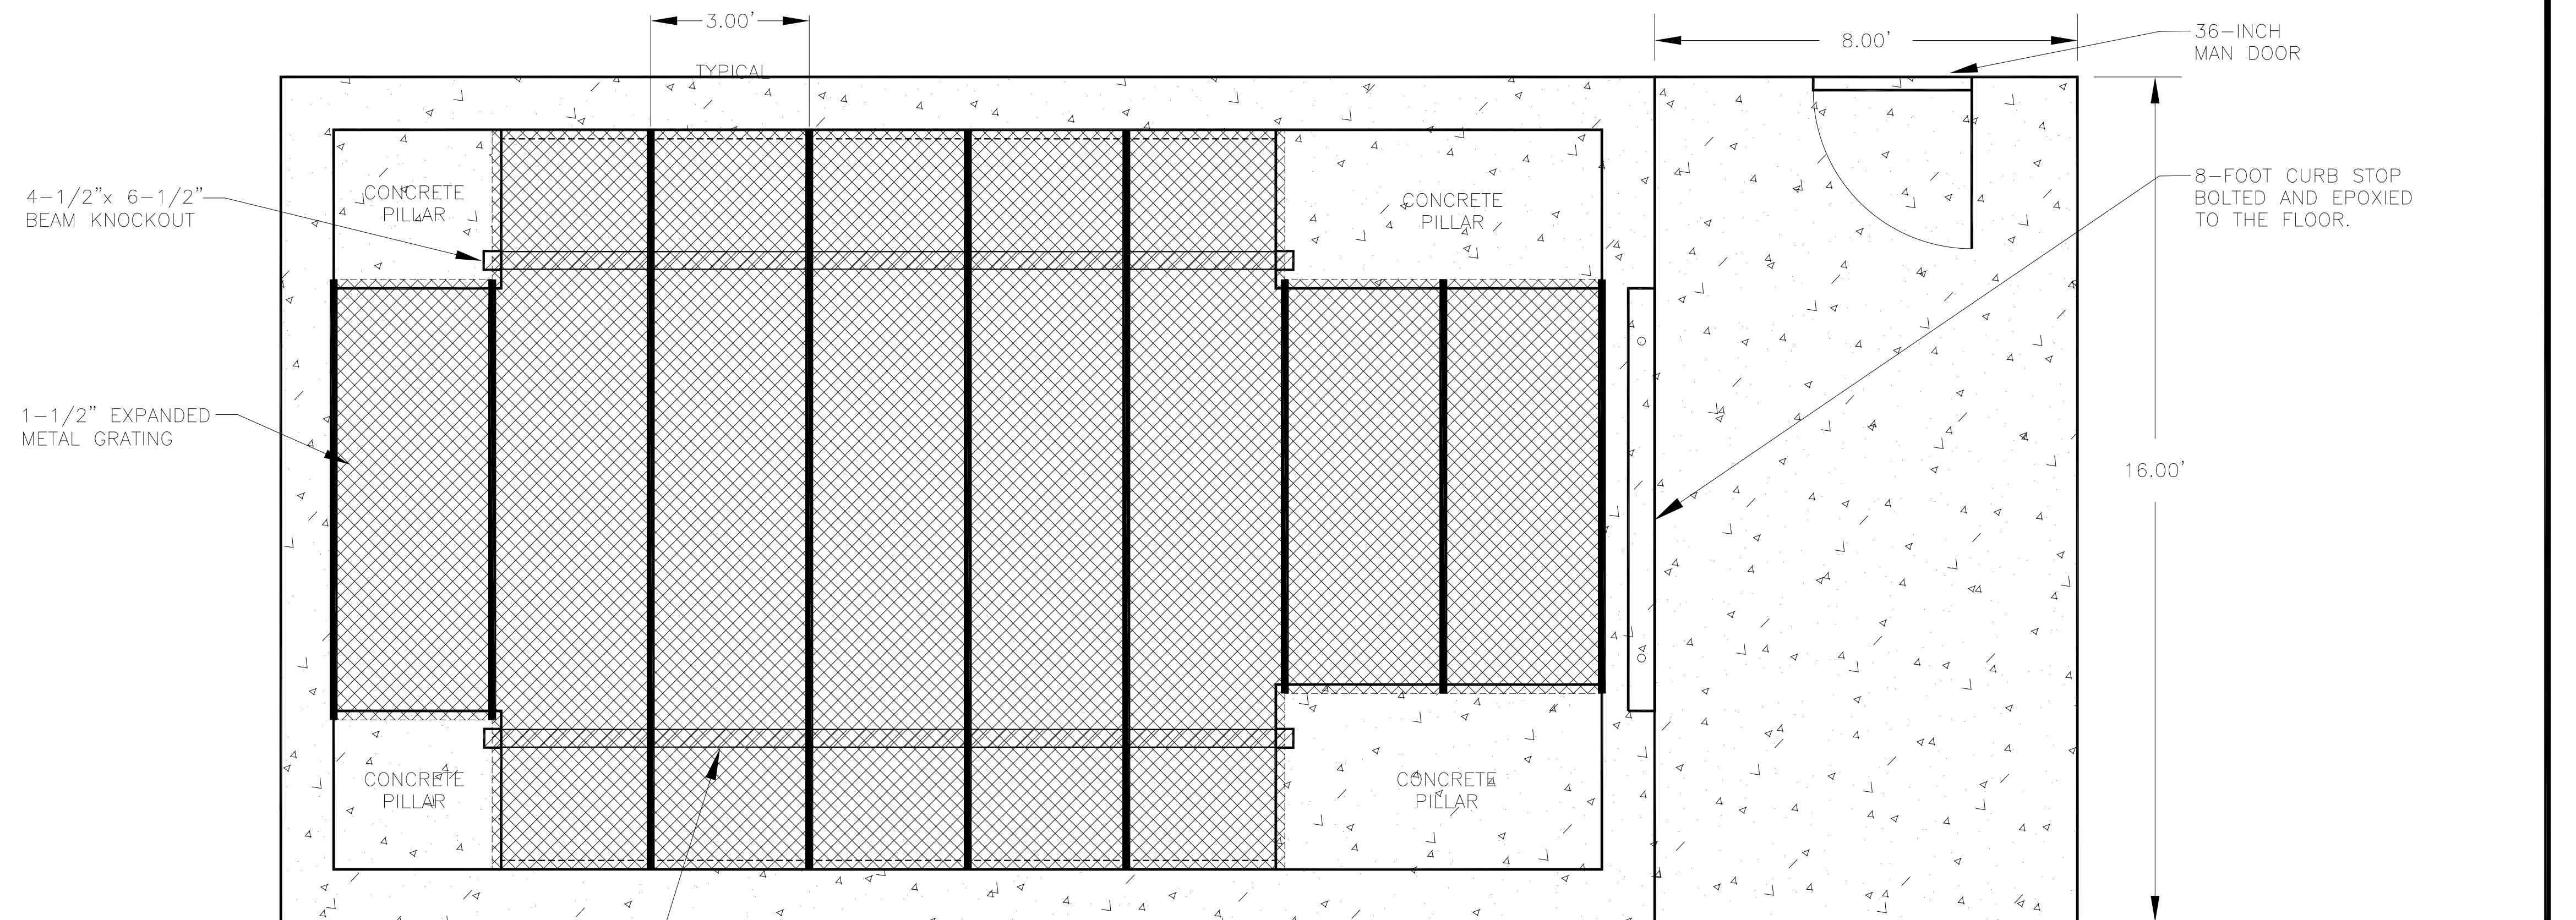 3.00'
TYPICAL
8.00'
36-INCH
MAN DOOR
4-1/2"x 6-1/2"
BEAM KNOCKOUT
CONCRETE
PILLAR
CONCRETE
PILLAR
8-FOOT CURB STOP
BOLTED AND EPOXIED
TO THE FLOOR.
1-1/2" EXPANDED
METAL GRATING
16.00'
CONCRETE
PILLAR
CONCRETE
PILLAR